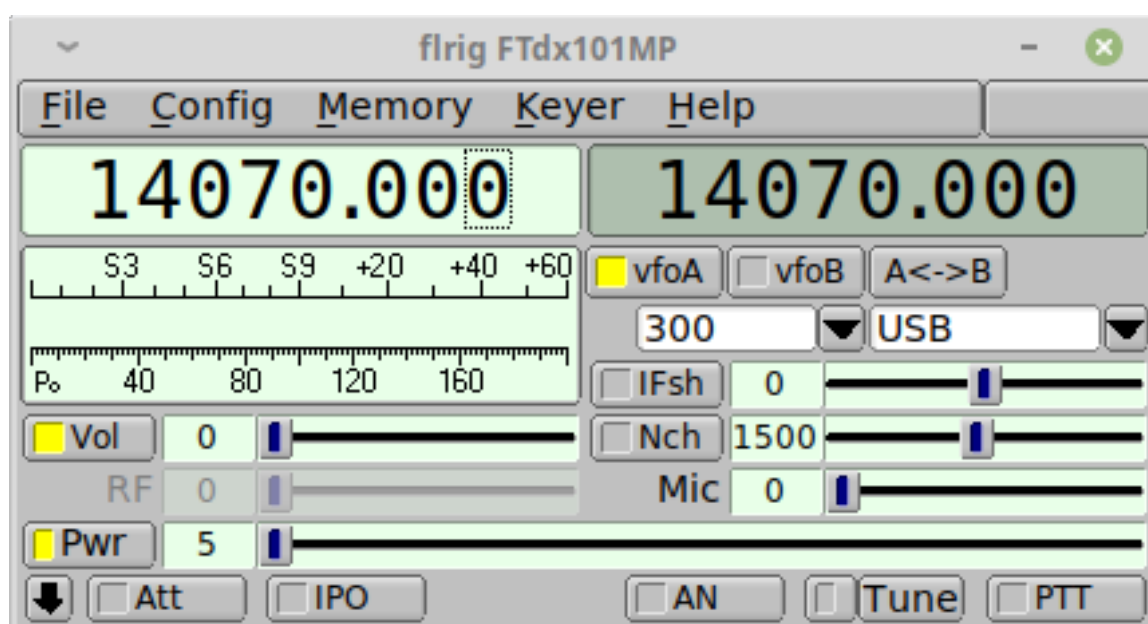 flrig FTdx101MP
File Config Memory Keyer Help
14070.000 14070.000
S3 S6 S9 +20 +40 +60 vfoA vfoB A<->B
300 USB
Po 40 80 120 160 IFsh 0
Vol 0 Nch 1500
RF 0 Mic 0
Pwr 5
Att IPO AN Tune PTT